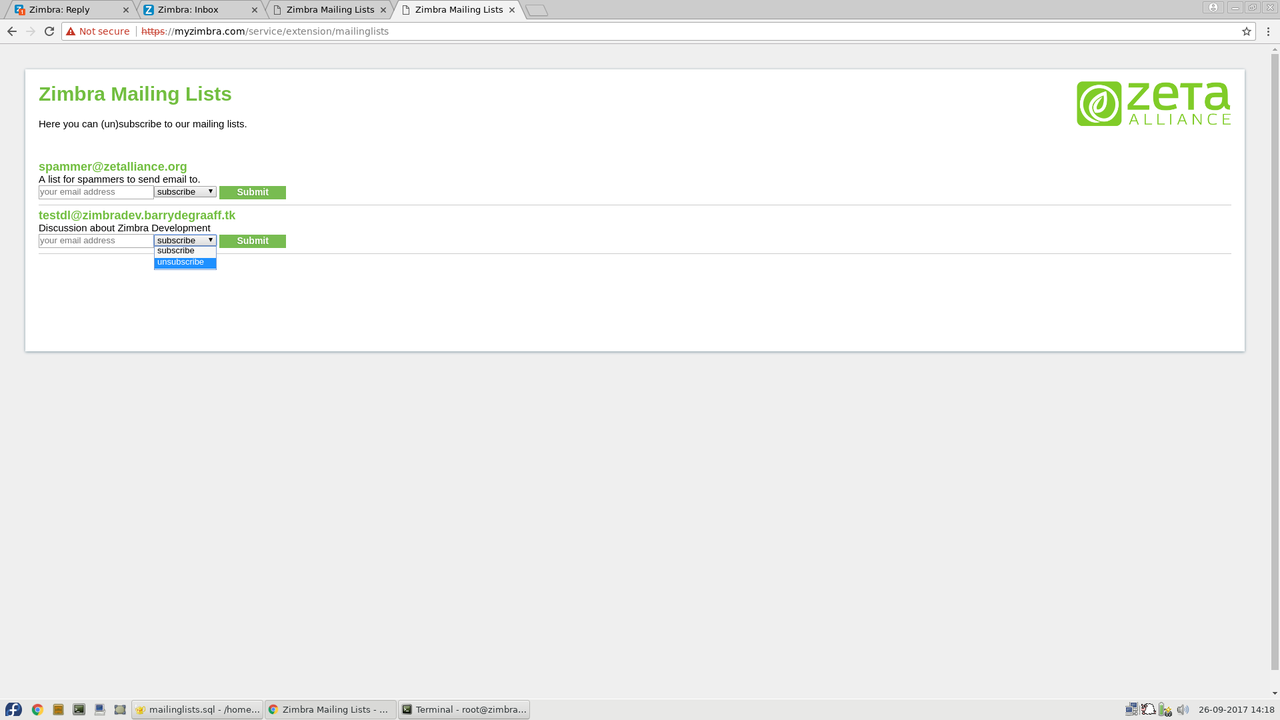 Zimbra: Reply
Zimbra: Inbox
Zimbra Mailing Lists
Zimbra Mailing Lists
Not secure
https://myzimbra.com/service/extension/mailinglists
Zimbra Mailing Lists
ZETA
ALLIANCE
Here you can (un)subscribe to our mailing lists.
spammer@zetalliance.org
A list for spammers to send email to.
your email address subscribe Submit
testdl@zimbradev.barrydegraaff.tk
Discussion about Zimbra Development
your email address subscribe Submit
subscribe
unsubscribe
mailinglists.sql - /home...
Zimbra Mailing Lists - ...
Terminal - root@zimbra...
26-09-2017 14:18